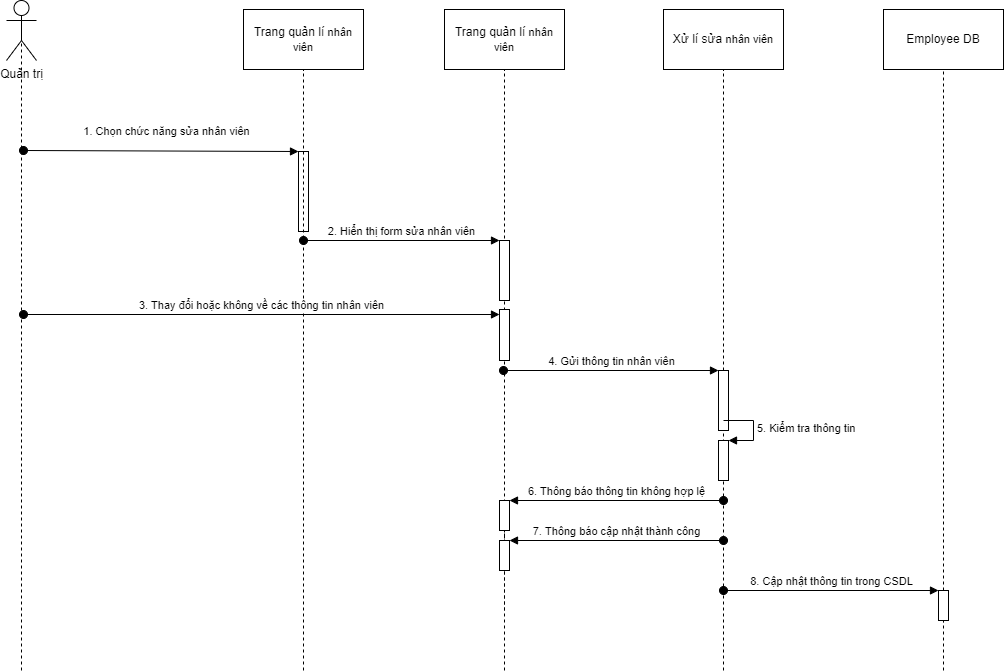 Quản trị
Trang quản lí nhân
viên
Trang quản lí nhân
viên
Xử lí sửa nhân viên
Employee DB
1. Chọn chức năng sửa nhân viên
2. Hiển thị form sửa nhân viên
3. Thay đổi hoặc không về các thông tin nhân viên
4. Gửi thông tin nhân viên
5. Kiểm tra thông tin
6. Thông báo thông tin không hợp lệ
7. Thông báo cập nhật thành công
8. Cập nhật thông tin trong CSDL